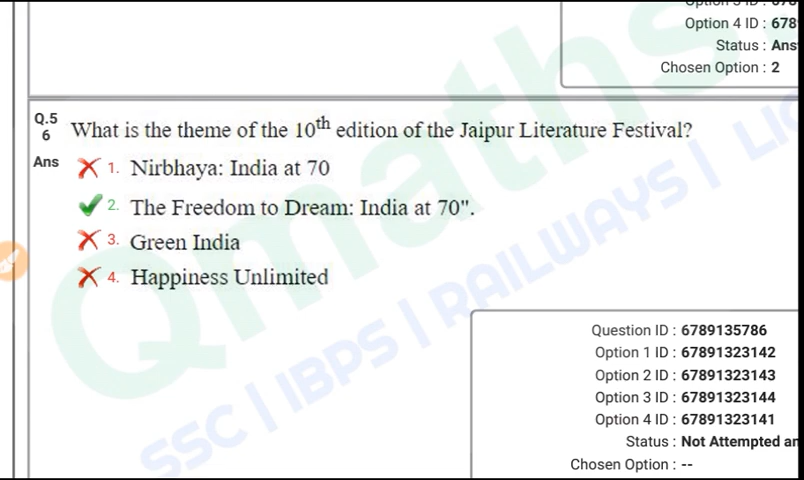 Option 4 ID : 678
Status : Ans
Chosen Option : 2
Q.5
6
What is the theme of the 10th edition of the Jaipur Literature Festival?
Ans
1. Nirbhaya: India at 70
2. The Freedom to Dream: India at 70".
3. Green India
4. Happiness Unlimited
Question ID : 6789135786
Option 1 ID : 67891323142
Option 2 ID : 67891323143
Option 3 ID : 67891323144
Option 4 ID : 67891323141
Status : Not Attempted an
Chosen Option : --
Qmaths
SSC | IBPS | RAILWAYS | LIC